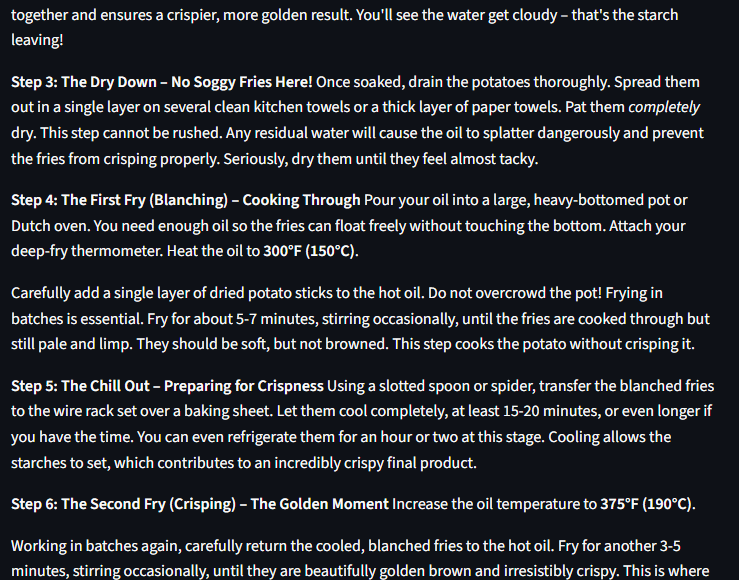 together and ensures a crispier, more golden result. You'll see the water get cloudy – that's the starch
leaving!
Step 3: The Dry Down – No Soggy Fries Here! Once soaked, drain the potatoes thoroughly. Spread them
out in a single layer on several clean kitchen towels or a thick layer of paper towels. Pat them completely
dry. This step cannot be rushed. Any residual water will cause the oil to splatter dangerously and prevent
the fries from crisping properly. Seriously, dry them until they feel almost tacky.
Step 4: The First Fry (Blanching) – Cooking Through Pour your oil into a large, heavy-bottomed pot or
Dutch oven. You need enough oil so the fries can float freely without touching the bottom. Attach your
deep-fry thermometer. Heat the oil to 300°F (150°C).
Carefully add a single layer of dried potato sticks to the hot oil. Do not overcrowd the pot! Frying in
batches is essential. Fry for about 5-7 minutes, stirring occasionally, until the fries are cooked through but
still pale and limp. They should be soft, but not browned. This step cooks the potato without crisping it.
Step 5: The Chill Out – Preparing for Crispness Using a slotted spoon or spider, transfer the blanched fries
to the wire rack set over a baking sheet. Let them cool completely, at least 15-20 minutes, or even longer if
you have the time. You can even refrigerate them for an hour or two at this stage. Cooling allows the
starches to set, which contributes to an incredibly crispy final product.
Step 6: The Second Fry (Crisping) – The Golden Moment Increase the oil temperature to 375°F (190°C).
Working in batches again, carefully return the cooled, blanched fries to the hot oil. Fry for another 3-5
minutes, stirring occasionally, until they are beautifully golden brown and irresistibly crispy. This is where